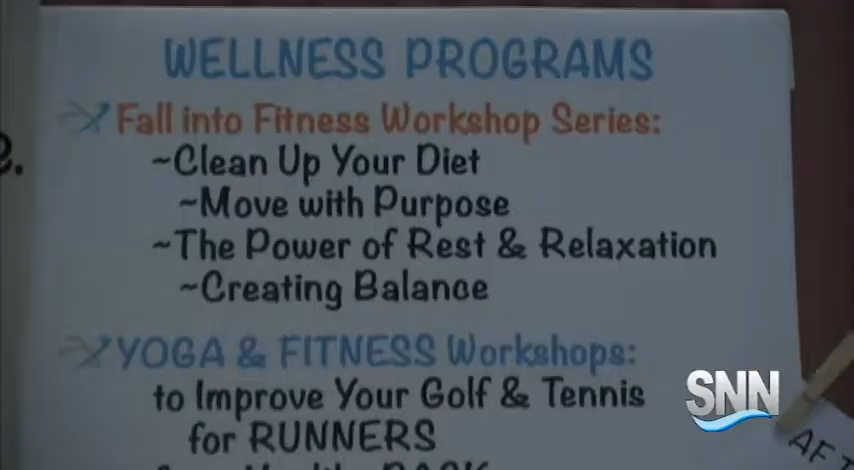 WELLNESS PROGRAMS
Fall into Fitness Workshop Series:
~Clean Up Your Diet
~Move with Purpose
~The Power of Rest & Relaxation
~Creating Balance
YOGA & FITNESS Workshops:
to Improve Your Golf & Tennis
for RUNNERS
SNN